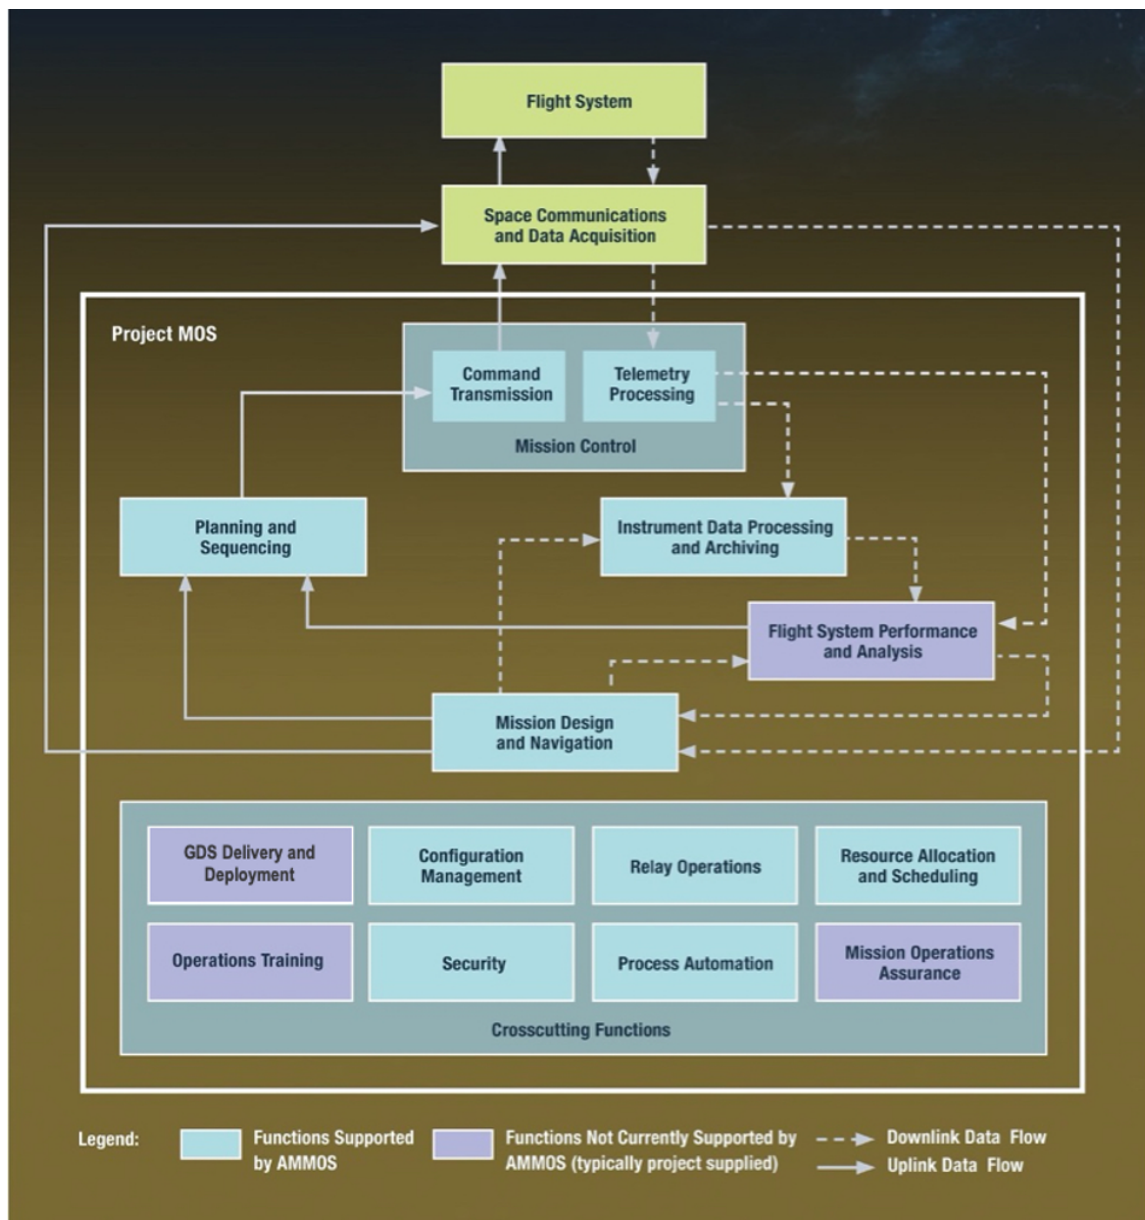 Flight System
Space Communications
and Data Acquisition
Project MOS
Command
Transmission
Telemetry
Processing
Mission Control
Planning and
Sequencing
Instrument Data Processing
and Archiving
Flight System Performance
and Analysis
Mission Design
and Navigation
GDS Delivery and
Deployment
Configuration
Management
Relay Operations
Resource Allocation
and Scheduling
Operations Training
Security
Process Automation
Mission Operations
Assurance
Crosscutting Functions
Legend:
Functions Supported
by AMMOS
Functions Not Currently Supported by
AMMOS (typically project supplied)
Downlink Data Flow
Uplink Data Flow